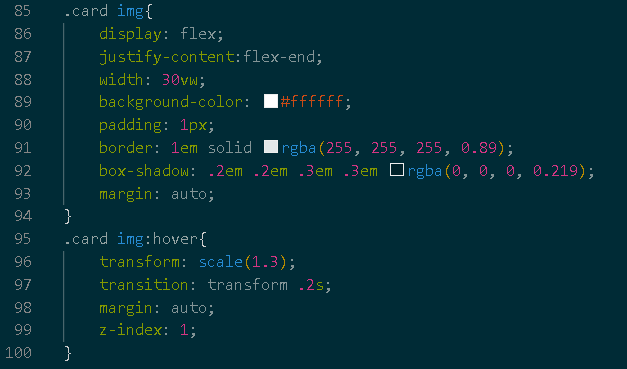 85 .card img{
86 display: flex;
87 justify-content:flex-end;
88 width: 30vw;
89 background-color: #ffffff;
90 padding: 1px;
91 border: 1em solid rgba(255, 255, 255, 0.89);
92 box-shadow: .2em .2em .3em .3em rgba(0, 0, 0, 0.219);
93 margin: auto;
94 }
95 .card img:hover{
96 transform: scale(1.3);
97 transition: transform .2s;
98 margin: auto;
99 z-index: 1;
100 }